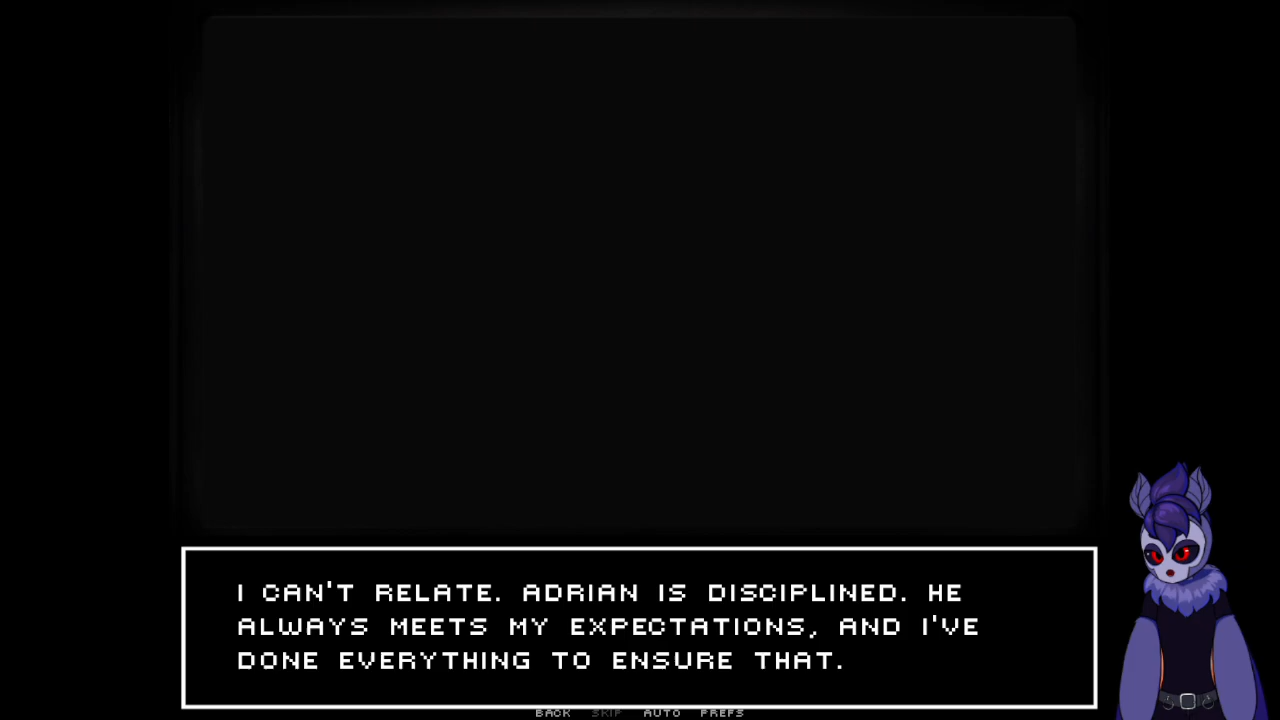 I CAN'T RELATE. ADRIAN IS DISCIPLINED. HE
ALWAYS MEETS MY EXPECTATIONS, AND I'VE
DONE EVERYTHING TO ENSURE THAT.
BACK SKIP AUTO PREFS